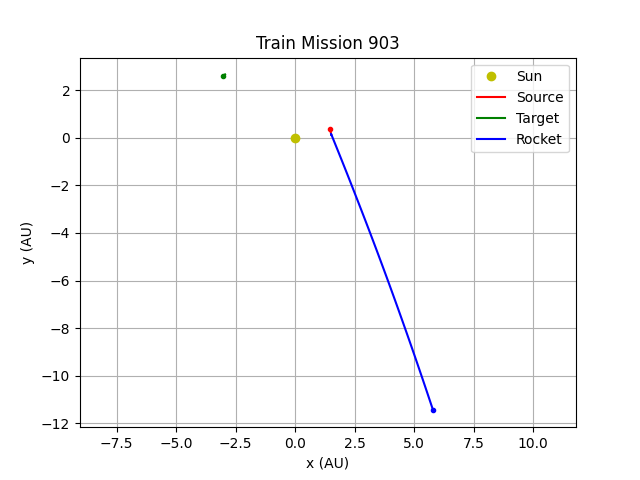 Train Mission 903
Sun
Source
Target
Rocket
y (AU)
2
0
−2
−4
−6
−8
−10
−12
−7.5 −5.0 −2.5 0.0 2.5 5.0 7.5 10.0
x (AU)